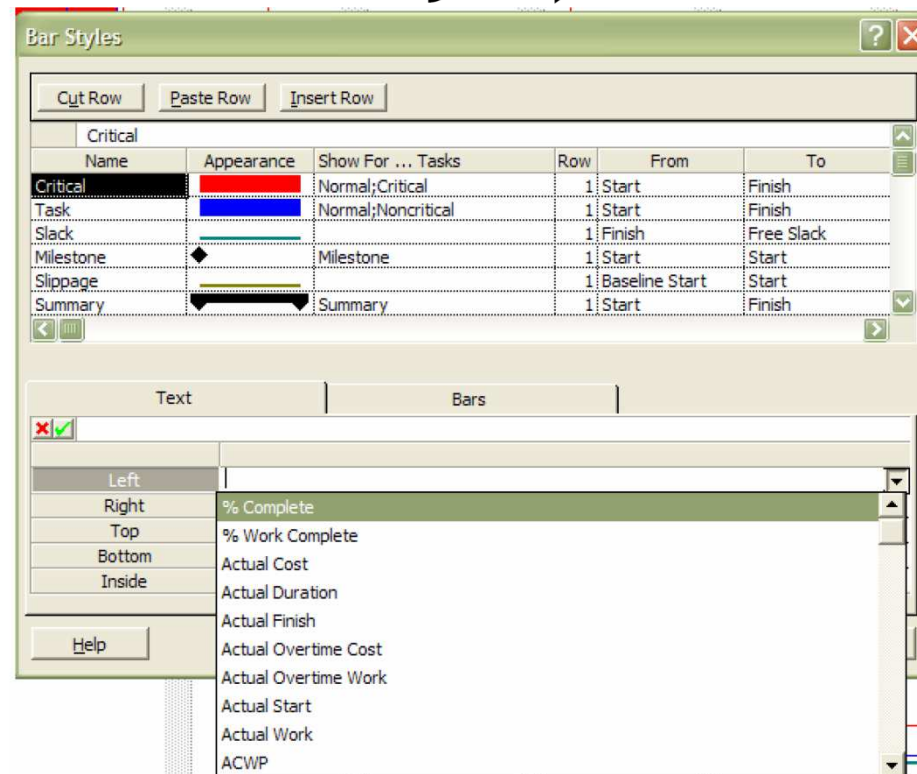 Bar Styles
Cut Row Paste Row Insert Row
Critical
Name Appearance Show For ... Tasks Row From To
Critical Normal;Critical 1 Start Finish
Task Normal;Noncritical 1 Start Finish
Slack 1 Finish Free Slack
Milestone Milestone 1 Start Start
Slippage 1 Baseline Start Start
Summary Summary 1 Start Finish
Text Bars
Left
Right % Complete
Top % Work Complete
Bottom Actual Cost
Inside Actual Duration
Actual Finish
Help Actual Overtime Cost
Actual Overtime Work
Actual Start
Actual Work
ACWP